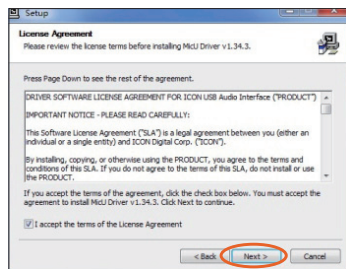 Setup
License Agreement
Please review the license terms before installing MicU Driver v1.34.3.
Press Page Down to see the rest of the agreement.
DRIVER SOFTWARE LICENSE AGREEMENT FOR ICON USB Audio Interface ("PRODUCT")
IMPORTANT NOTICE - PLEASE READ CAREFULLY:
This Software License Agreement ("SLA") is a legal agreement between you (either an
individual or a single entity) and ICON Digital Corp. ("ICON").
By installing, copying, or otherwise using the PRODUCT, you agree to the terms and
conditions of this SLA. If you do not agree to the terms of this SLA, do not install or use
the PRODUCT.
If you accept the terms of the agreement, click the check box below. You must accept the
agreement to install MicU Driver v1.34.3. Click Next to continue.
I accept the terms of the License Agreement
< Back
Next >
Cancel